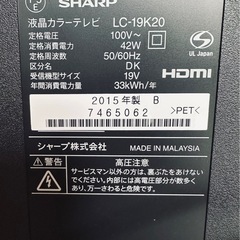 SHARP
液晶カラーテレビ LC-19K20
定格電圧 100V~
定格消費電力 42W
定格周波数 50/60Hz
区分名 DK
受信機型サイズ 19V
年間消費電力量 33kWh/年
UL Japan
HDMI
2015年製 B
7465062
>PET<
シャープ株式会社
MADE IN MALAYSIA
高圧注意
サービスマン以外の方は、裏ぶたをあけな
いでください。内部には高電圧部分が数多く
あり、万一さわると危険です。